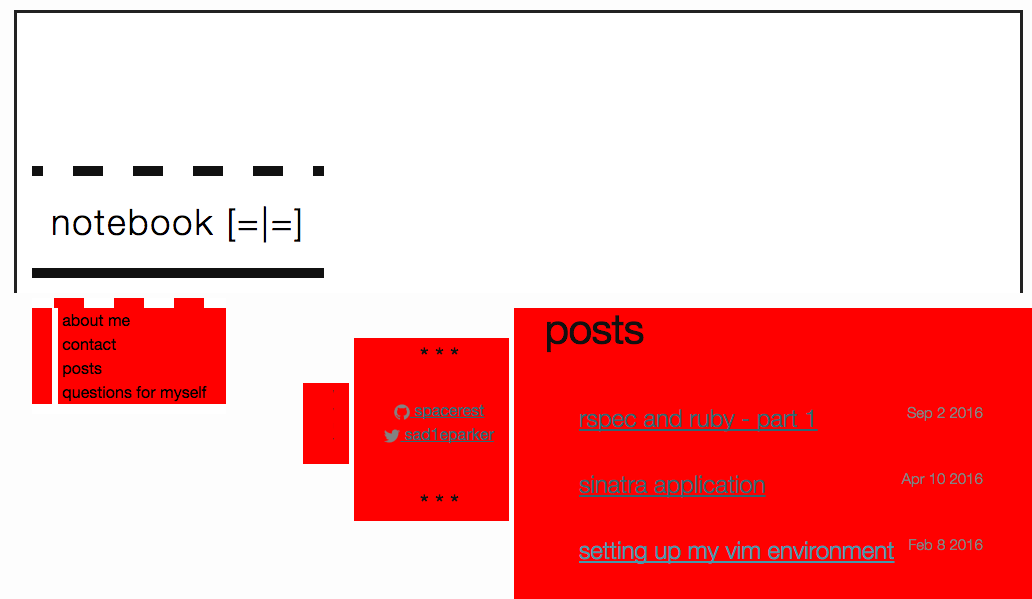 notebook [=|=]
about me
contact
posts
questions for myself
* * *
spacerest
sad1eparker
* * *
posts
rspec and ruby - part 1 Sep 2 2016
sinatra application Apr 10 2016
setting up my vim environment Feb 8 2016